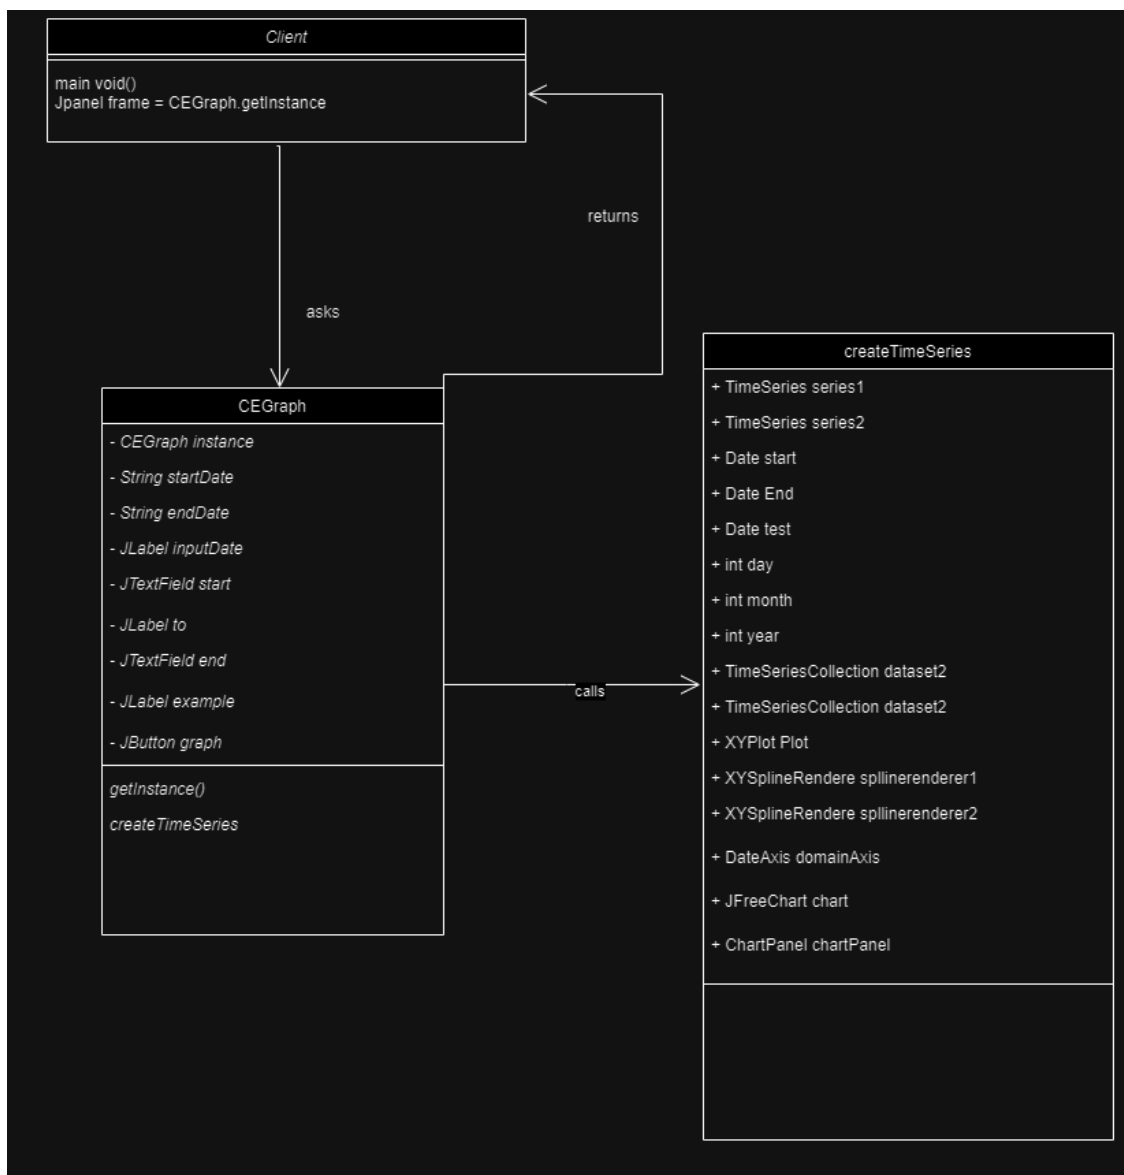 Client
main void()
Jpanel frame = CEGraph.getInstance
returns
asks
CEGraph
- CEGraph instance
- String startDate
- String endDate
- JLabel inputDate
- JTextField start
- JLabel to
- JTextField end
- JLabel example
- JButton graph
getInstance()
createTimeSeries
calls
createTimeSeries
+ TimeSeries series1
+ TimeSeries series2
+ Date start
+ Date End
+ Date test
+ int day
+ int month
+ int year
+ TimeSeriesCollection dataset2
+ TimeSeriesCollection dataset2
+ XYPlot Plot
+ XYSplineRendere spllinerenderer1
+ XYSplineRendere spllinerenderer2
+ DateAxis domainAxis
+ JFreeChart chart
+ ChartPanel chartPanel